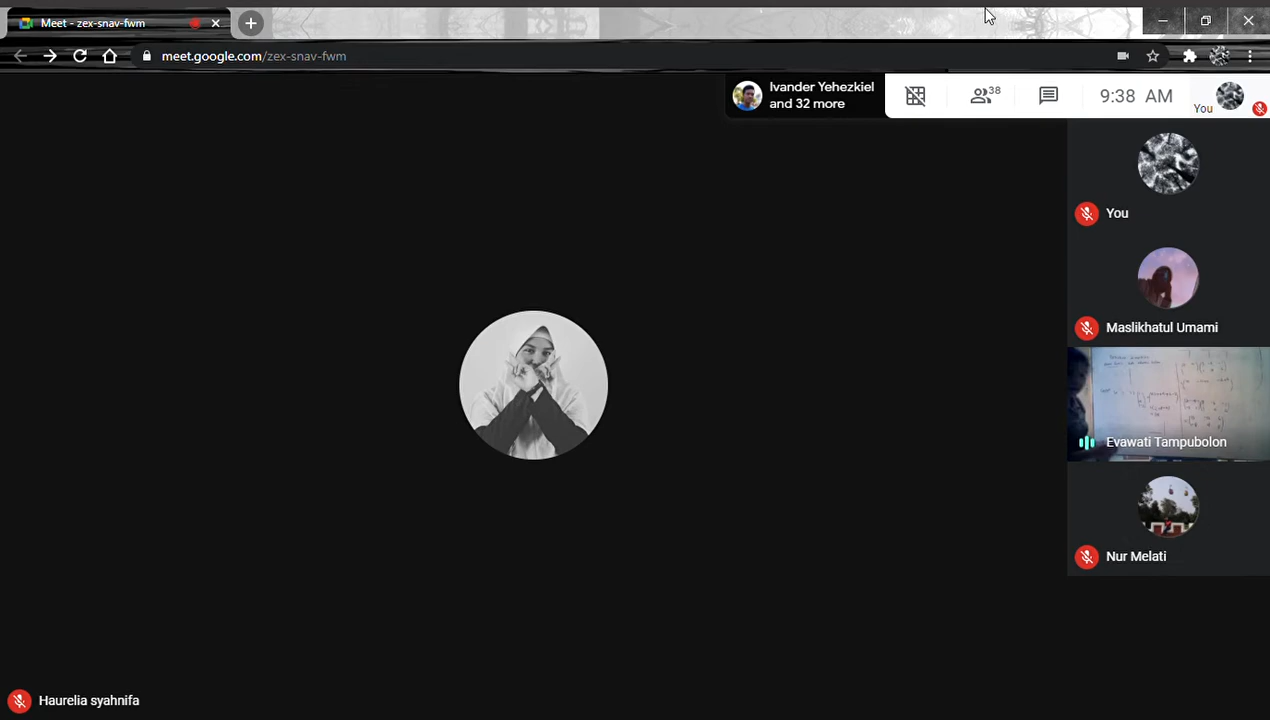 Meet - zex-snav-fwm
meet.google.com/zex-snav-fwm
Ivander Yehezkiel
and 32 more
38
9:38 AM
You
You
Maslikhatul Umami
Evawati Tampubolon
Nur Melati
Haurelia syahnifa